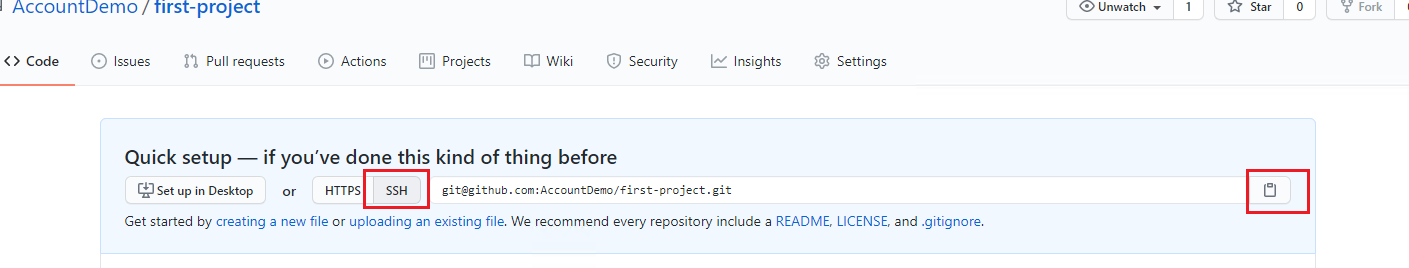 AccountDemo / first-project
Unwatch 1 Star 0 Fork
Code Issues Pull requests Actions Projects Wiki Security Insights Settings
Quick setup — if you’ve done this kind of thing before
Set up in Desktop or HTTPS SSH git@github.com:AccountDemo/first-project.git
Get started by creating a new file or uploading an existing file. We recommend every repository include a README, LICENSE, and .gitignore.